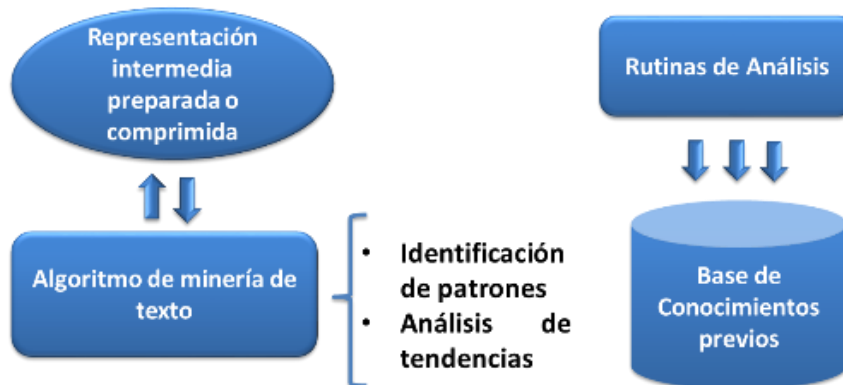 Representación
intermedia
preparada o
comprimida
Rutinas de Análisis
Algoritmo de minería de
texto
• Identificación
de patrones
• Análisis de
tendencias
Base de
Conocimientos
previos